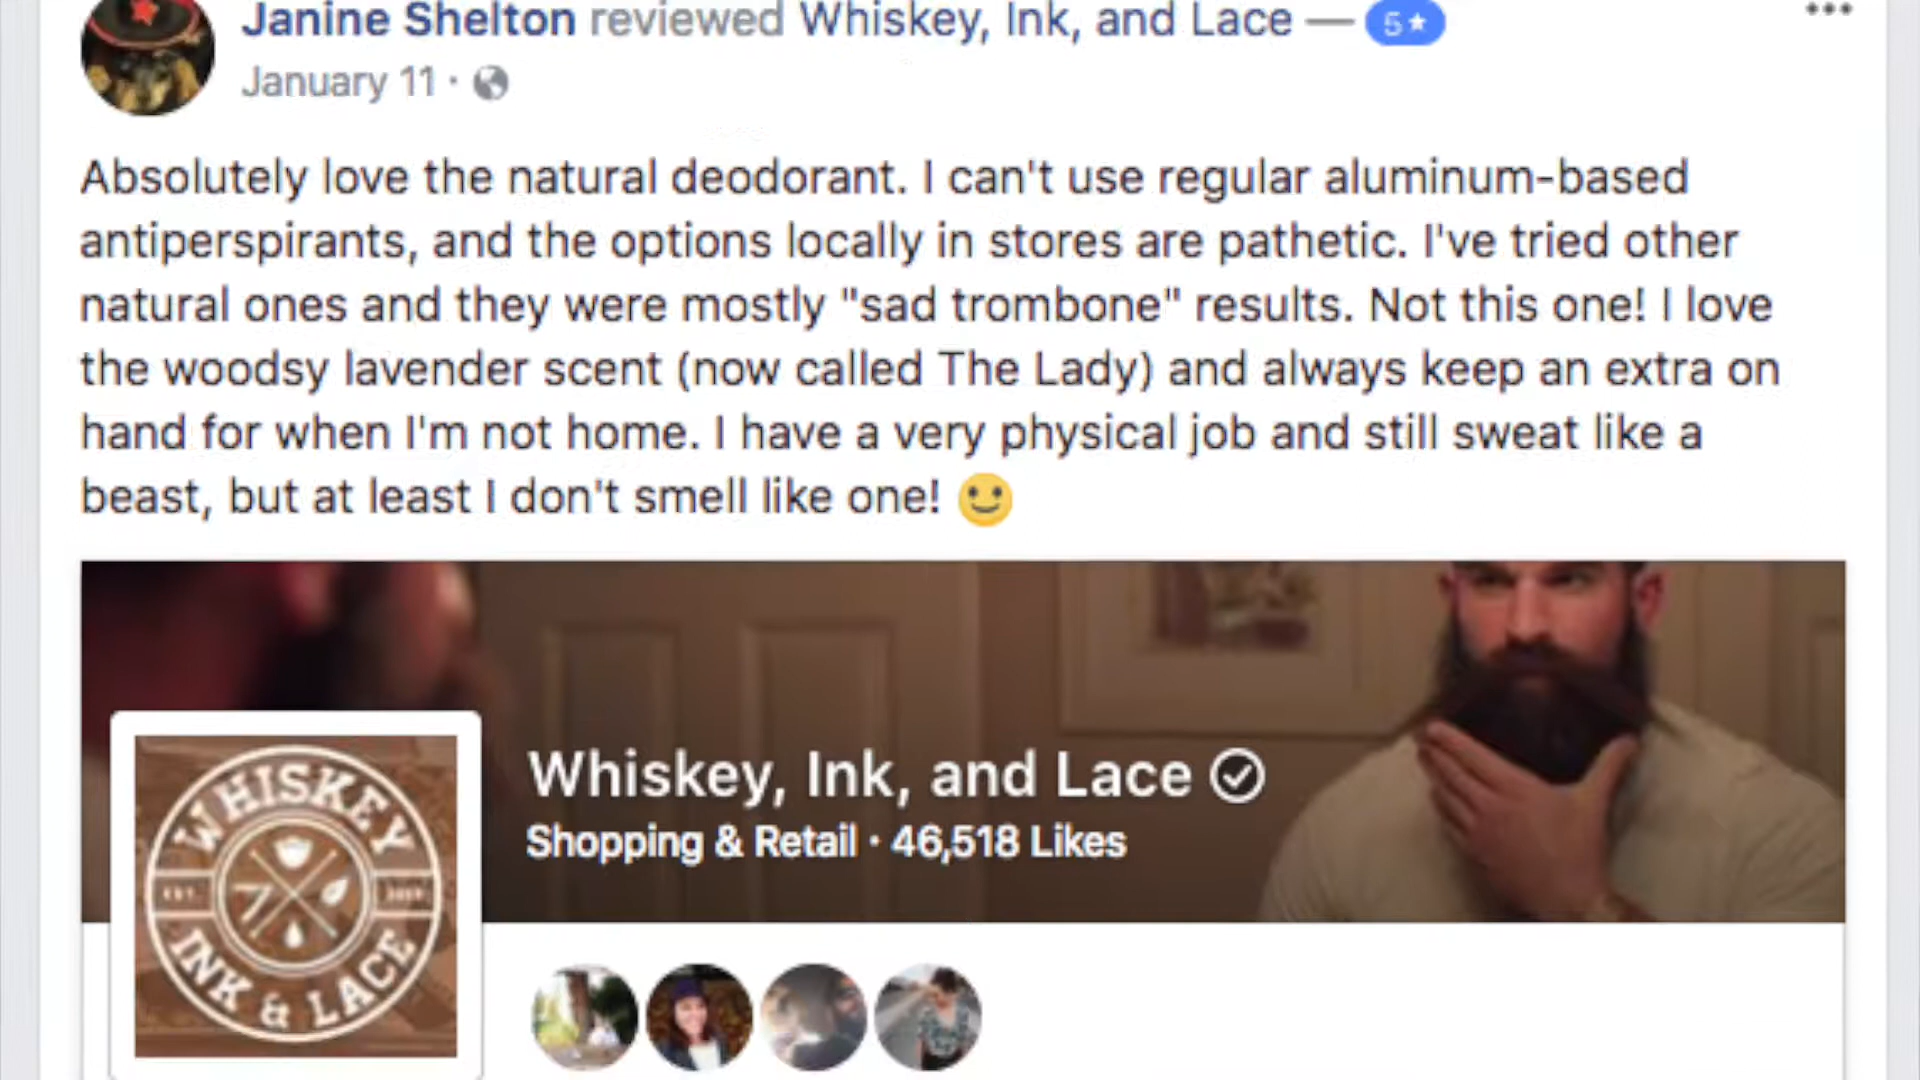 Janine Shelton reviewed Whiskey, Ink, and Lace — 5★
January 11 ·
Absolutely love the natural deodorant. I can't use regular aluminum-based
antiperspirants, and the options locally in stores are pathetic. I've tried other
natural ones and they were mostly "sad trombone" results. Not this one! I love
the woodsy lavender scent (now called The Lady) and always keep an extra on
hand for when I'm not home. I have a very physical job and still sweat like a
beast, but at least I don't smell like one!
Whiskey, Ink, and Lace
Shopping & Retail · 46,518 Likes
WHISKEY
EST.
INK & LACE